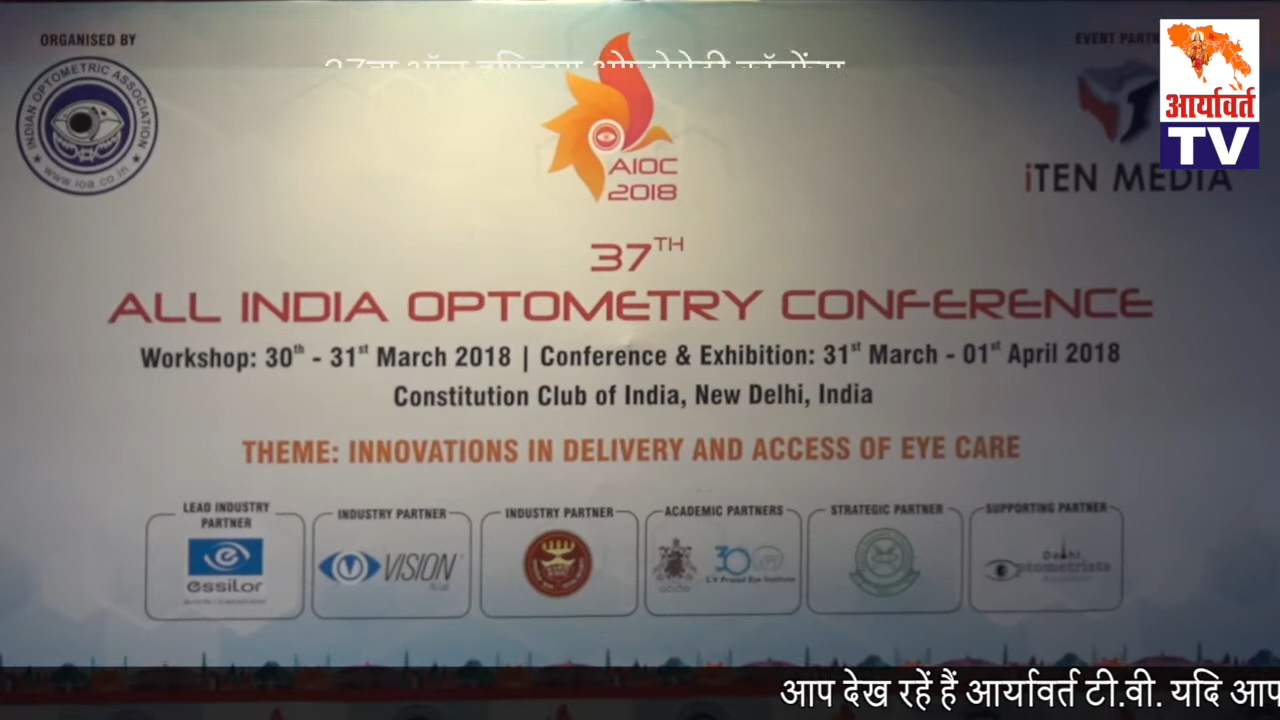 ORGANISED BY
INDIAN OPTOMETRIC ASSOCIATION
www.ioa.co.in
AIOC
2018
EVENT
आर्यावर्त
TV
iTEN MEDIA
37TH
ALL INDIA OPTOMETRY CONFERENCE
Workshop: 30th - 31st March 2018 | Conference & Exhibition: 31st March - 01st April 2018
Constitution Club of India, New Delhi, India
THEME: INNOVATIONS IN DELIVERY AND ACCESS OF EYE CARE
LEAD INDUSTRY
PARTNER
essilor
INDUSTRY PARTNER
VISION
INDUSTRY PARTNER
ACADEMIC PARTNERS
30
L V Prasad Eye Institute
STRATEGIC PARTNER
SUPPORTING PARTNER
Delhi
ptometrists
आप देख रहें हैं आर्यावर्त टी.वी. यदि आप